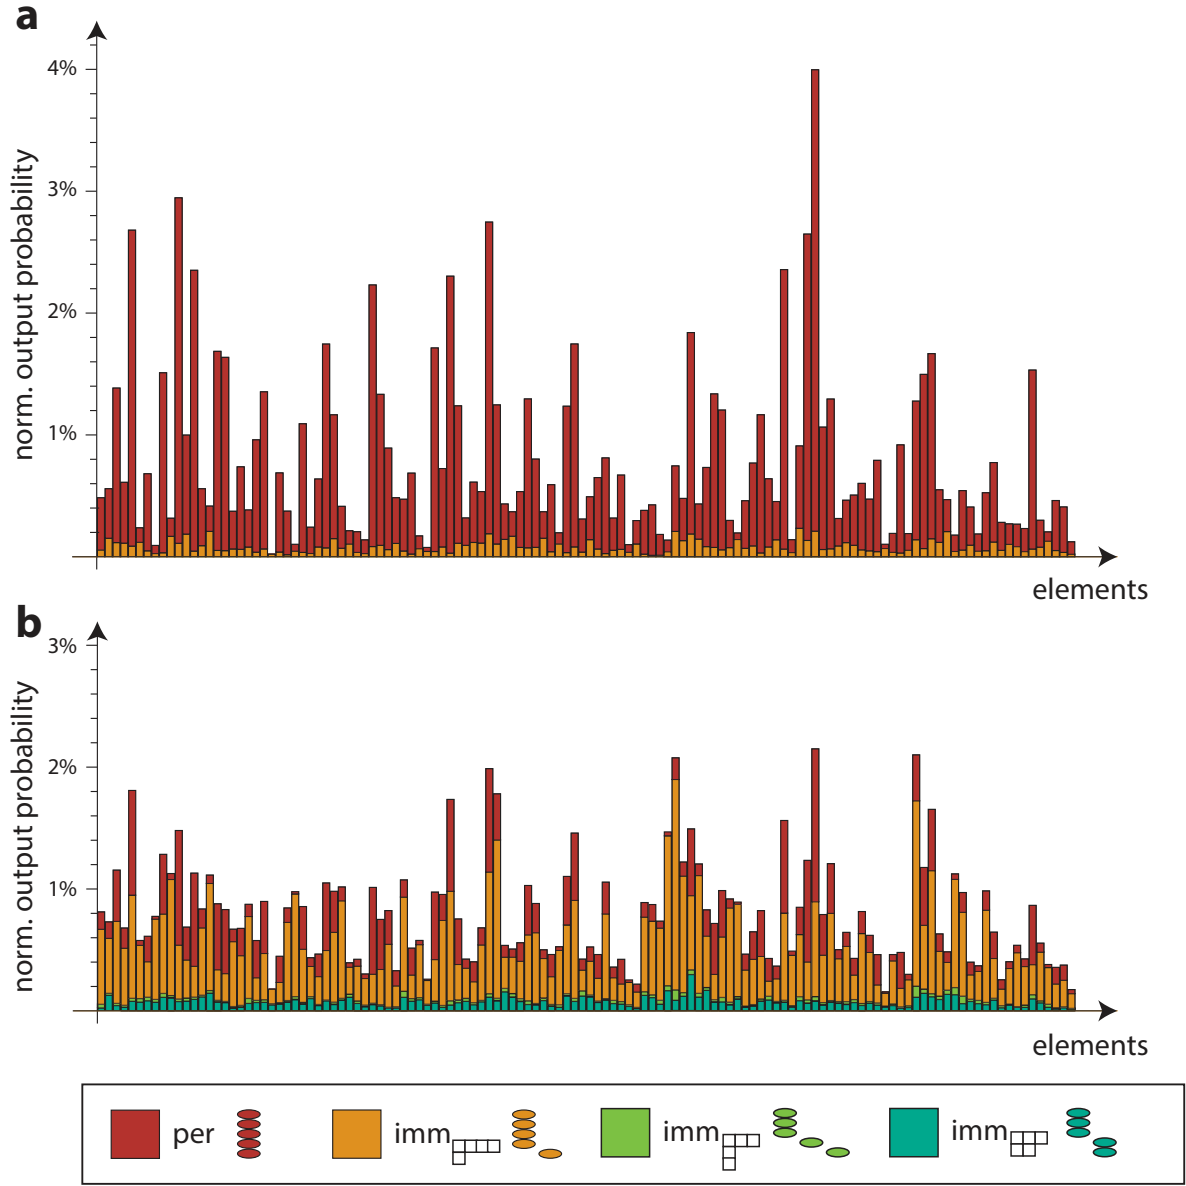 a
4%
3%
2%
1%
norm. output probability
elements
b
3%
2%
1%
norm. output probability
elements
per imm imm imm